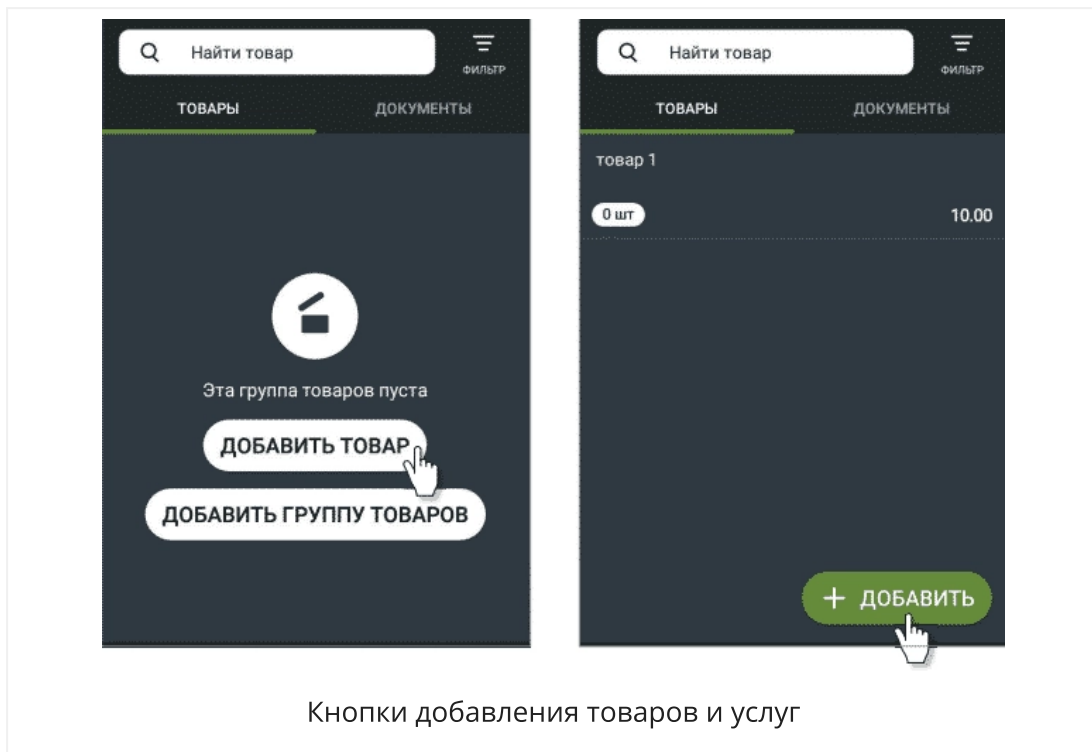 Найти товар
ФИЛЬТР
ТОВАРЫ
ДОКУМЕНТЫ
Эта группа товаров пуста
ДОБАВИТЬ ТОВАР
ДОБАВИТЬ ГРУППУ ТОВАРОВ
Найти товар
ФИЛЬТР
ТОВАРЫ
ДОКУМЕНТЫ
товар 1
0 шт
10.00
+ ДОБАВИТЬ
Кнопки добавления товаров и услуг